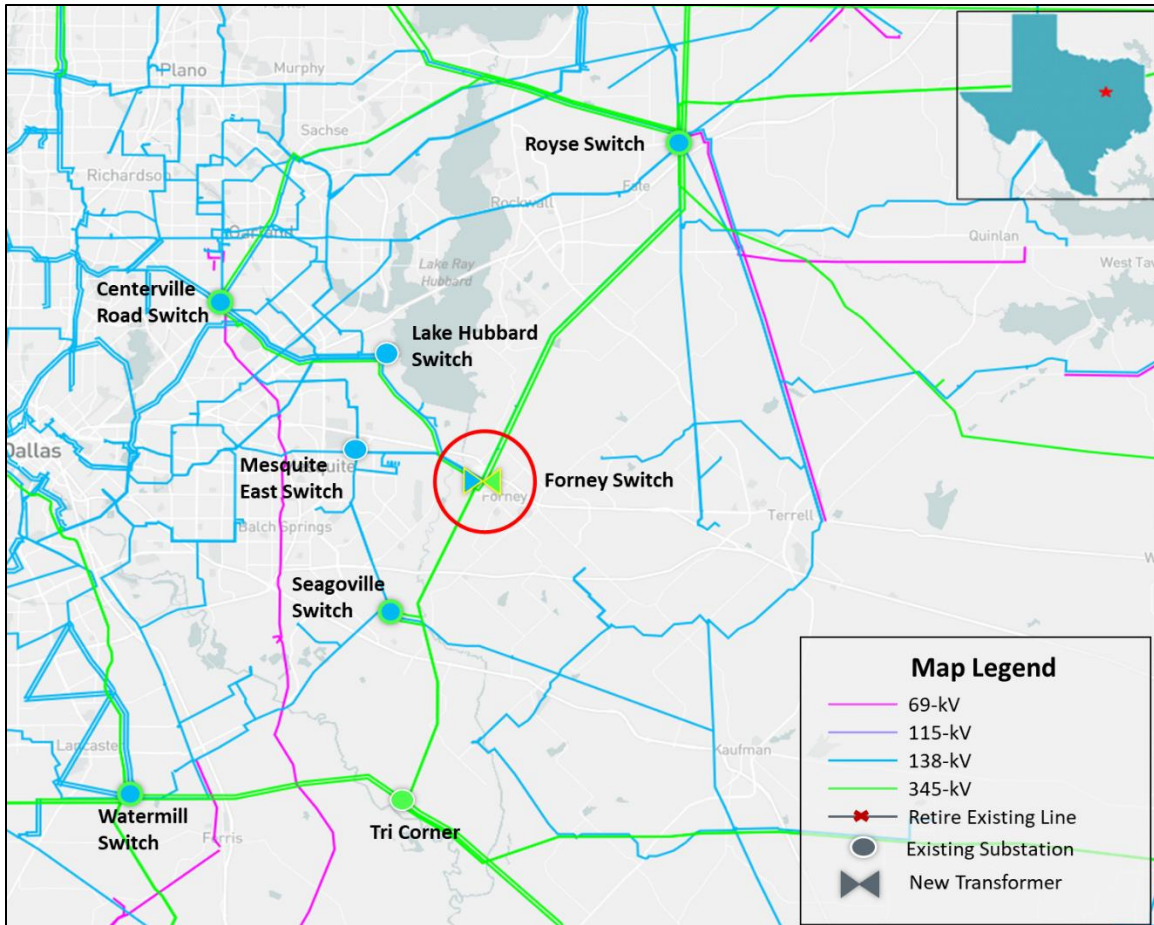 Plano
Murphy
Sachse
Royse Switch
Richardson
Fate
Rockwall
Garland
Quinlan
Lake Ray
Hubbard
West Taw
Centerville
Road Switch
Lake Hubbard
Switch
Dallas
Mesquite
Mesquite
East Switch
Forney Switch
Forney
Balch Springs
Terrell
Seagoville
Switch
Map Legend
69-kV
115-kV
138-kV
345-kV
Retire Existing Line
Existing Substation
New Transformer
Lancaster
Kaufman
Watermill
Switch
Ferris
Tri Corner